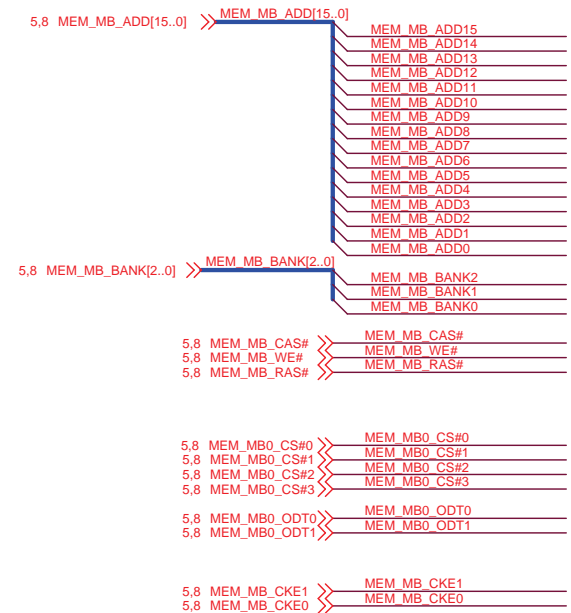 5,8 MEM_MB_ADD[15..0] MEM_MB_ADD[15..0]
MEM_MB_ADD15
MEM_MB_ADD14
MEM_MB_ADD13
MEM_MB_ADD12
MEM_MB_ADD11
MEM_MB_ADD10
MEM_MB_ADD9
MEM_MB_ADD8
MEM_MB_ADD7
MEM_MB_ADD6
MEM_MB_ADD5
MEM_MB_ADD4
MEM_MB_ADD3
MEM_MB_ADD2
MEM_MB_ADD1
MEM_MB_ADD0
5,8 MEM_MB_BANK[2..0] MEM_MB_BANK[2..0]
MEM_MB_BANK2
MEM_MB_BANK1
MEM_MB_BANK0
5,8 MEM_MB_CAS# MEM_MB_CAS#
5,8 MEM_MB_WE# MEM_MB_WE#
5,8 MEM_MB_RAS# MEM_MB_RAS#
5,8 MEM_MB0_CS#0 MEM_MB0_CS#0
5,8 MEM_MB0_CS#1 MEM_MB0_CS#1
5,8 MEM_MB0_CS#2 MEM_MB0_CS#2
5,8 MEM_MB0_CS#3 MEM_MB0_CS#3
5,8 MEM_MB0_ODT0 MEM_MB0_ODT0
5,8 MEM_MB0_ODT1 MEM_MB0_ODT1
5,8 MEM_MB_CKE1 MEM_MB_CKE1
5,8 MEM_MB_CKE0 MEM_MB_CKE0